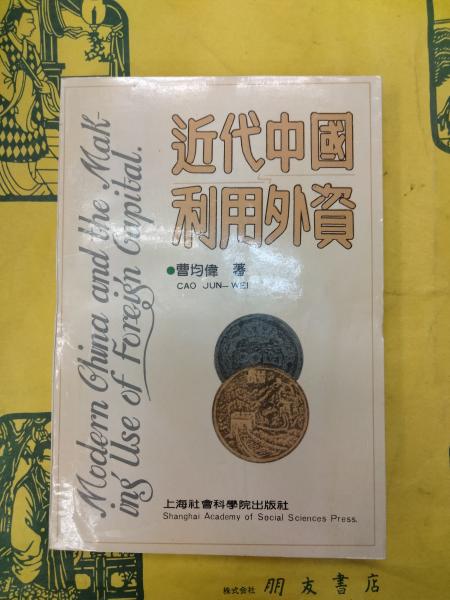 近代中國
利用外資
曹均偉 著
CAO JUN-WEI
Modern China and the Mak-
ing Use of Foreign Capital.
上海社會科學院出版社
Shanghai Academy of Social Sciences Press.
株式会社 朋友書店